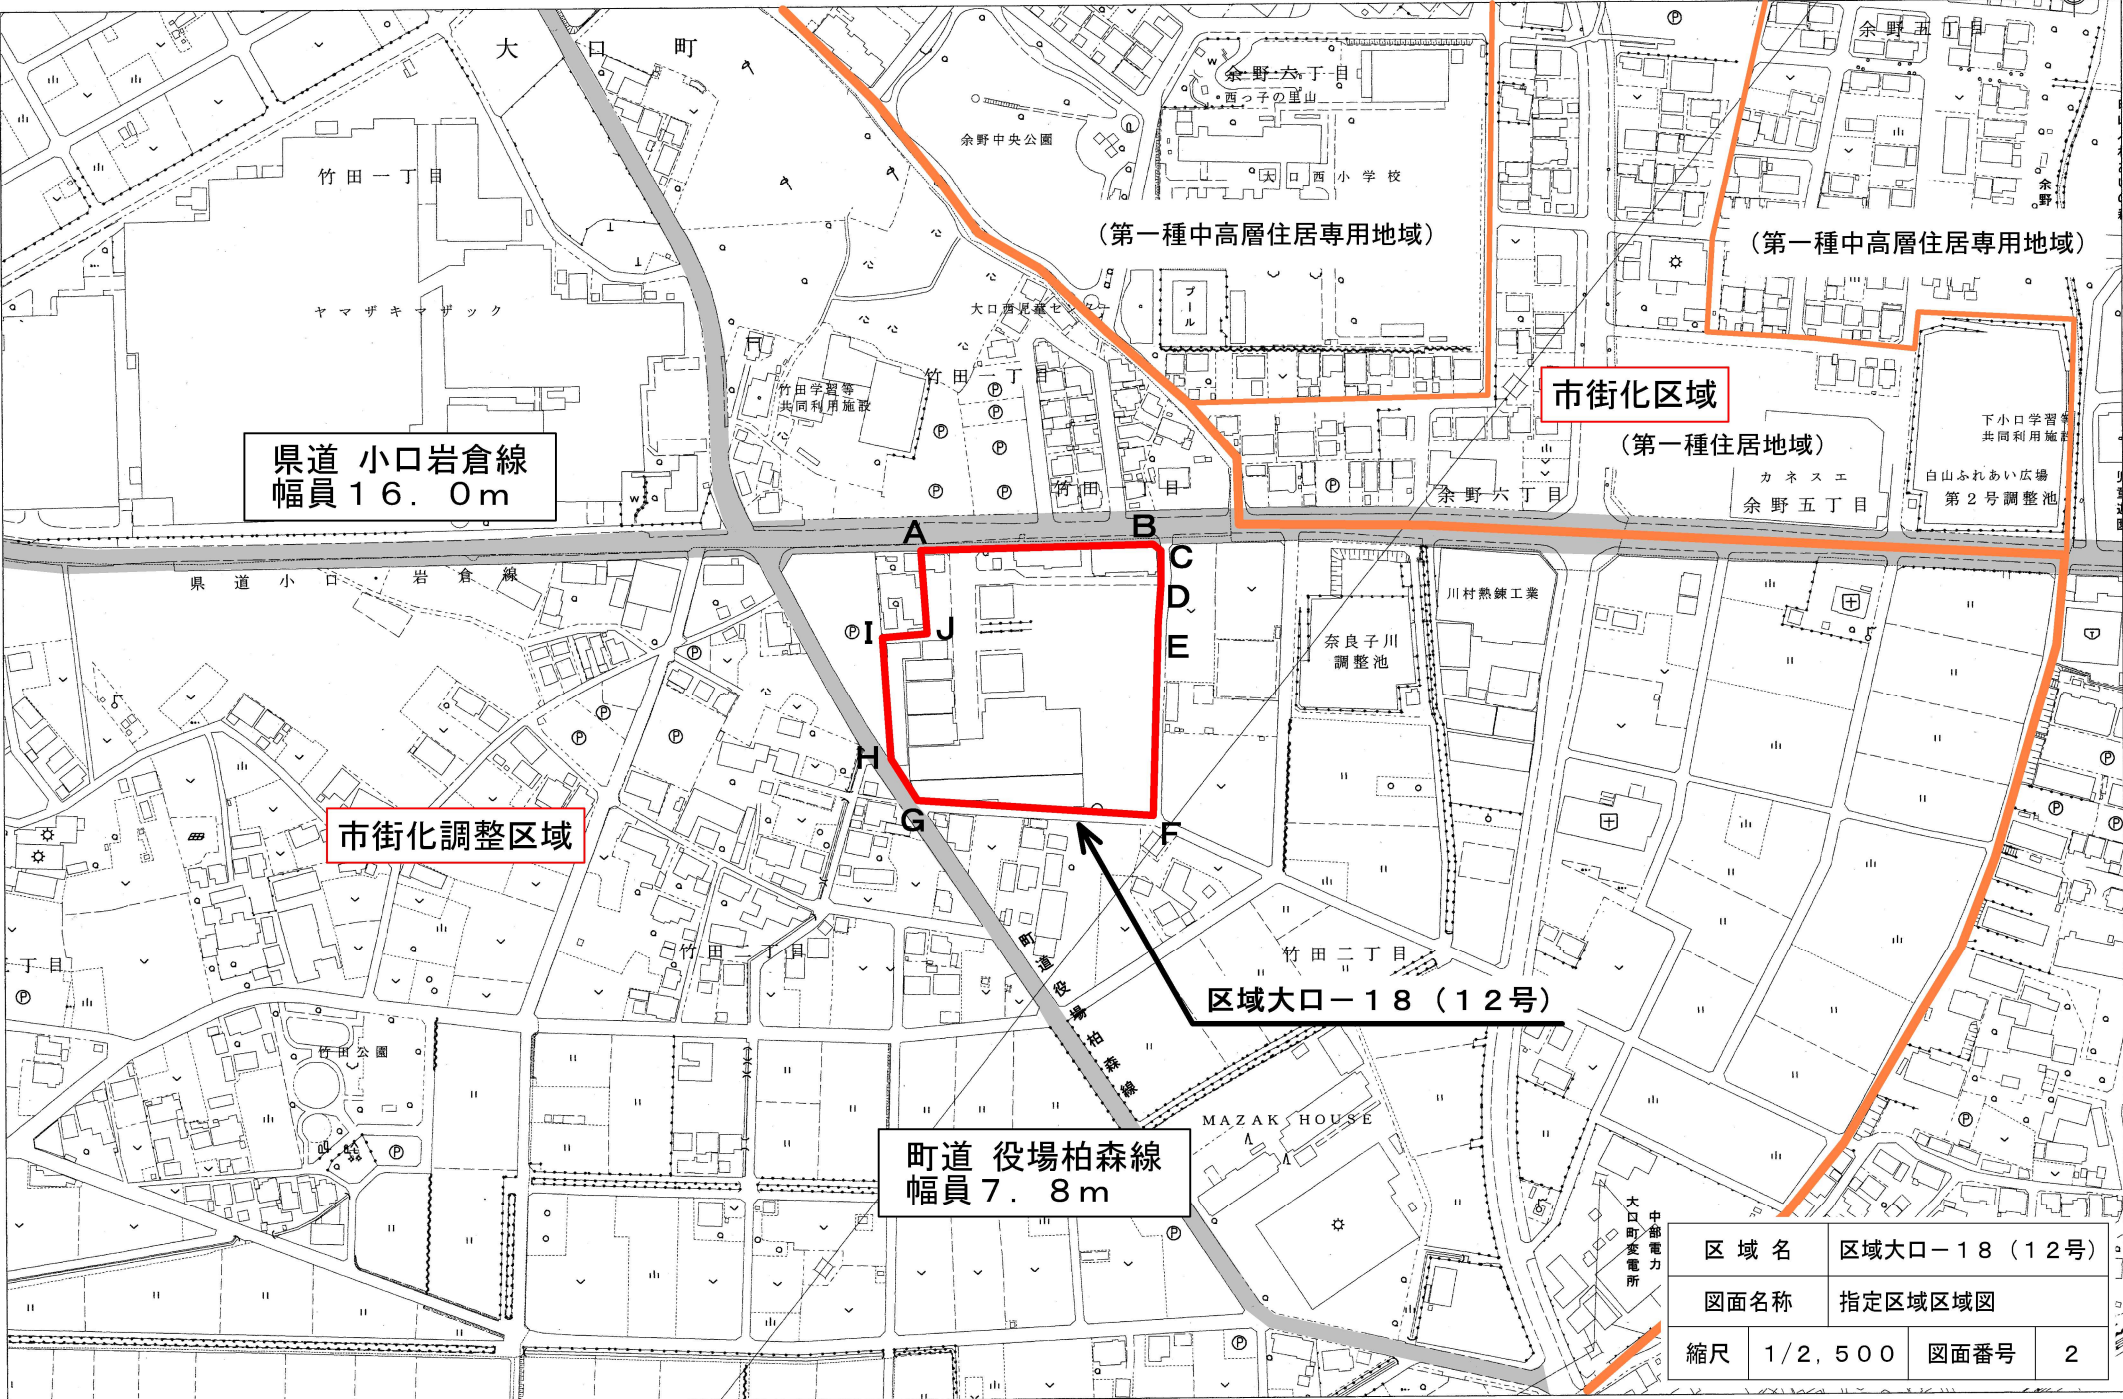 大口町
余野五丁目
余野六丁目
西っ子の里山
余野中央公園
竹田一丁目
大口西小学校
余野
(第一種中高層住居専用地域)
(第一種中高層住居専用地域)
ヤマザキマザック
大口西児童センター
プール
竹田一丁目
竹田学習等
共同利用施設
市街化区域
(第一種住居地域)
下小口学習等
共同利用施設
県道 小口岩倉線
幅員16.0m
カネスエ
白山ふれあい広場
第2号調整池
余野六丁目
余野五丁目
A
B
C
D
E
F
G
H
I
J
県道小口・岩倉線
川村熱錬工業
奈良子川
調整池
市街化調整区域
竹田二丁目
区域大口-18(12号)
町道役場柏森線
竹田公園
MAZAK HOUSE
町道 役場柏森線
幅員7.8m
中部電力
大口町変電所
区域名 区域大口-18(12号)
図面名称 指定区域区域図
縮尺 1/2,500 図面番号 2